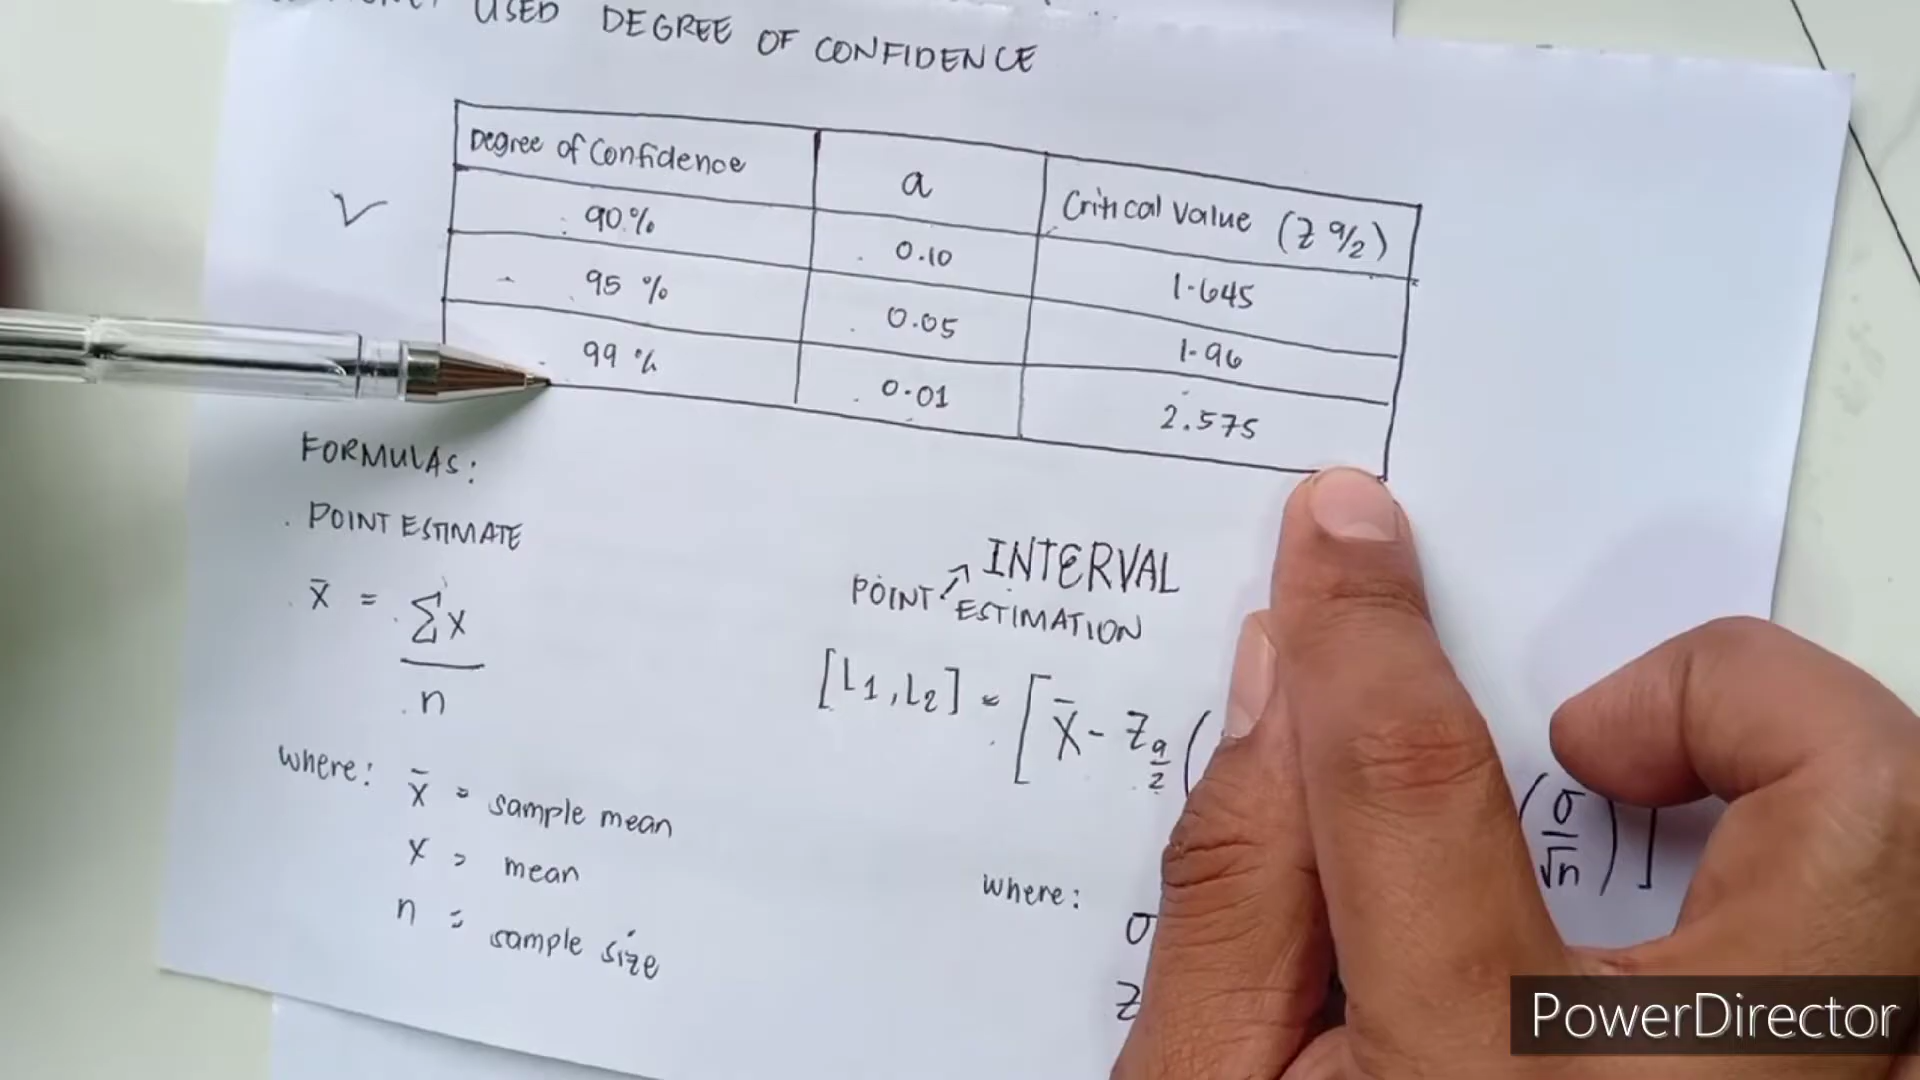 USED DEGREE OF CONFIDENCE
Degree of Confidence a Critical Value (Z a/2)
90% 0.10 1.645
95 % 0.05 1.96
99 % 0.01 2.575
FORMULAS:
POINT ESTIMATE
x̄ = Σx
n
where: x̄ = sample mean
x = mean
n = sample size
INTERVAL
POINT ESTIMATION
[L1, L2] = [x̄ - Z a/2 (
(σ/√n)]
where:
σ
Z
PowerDirector